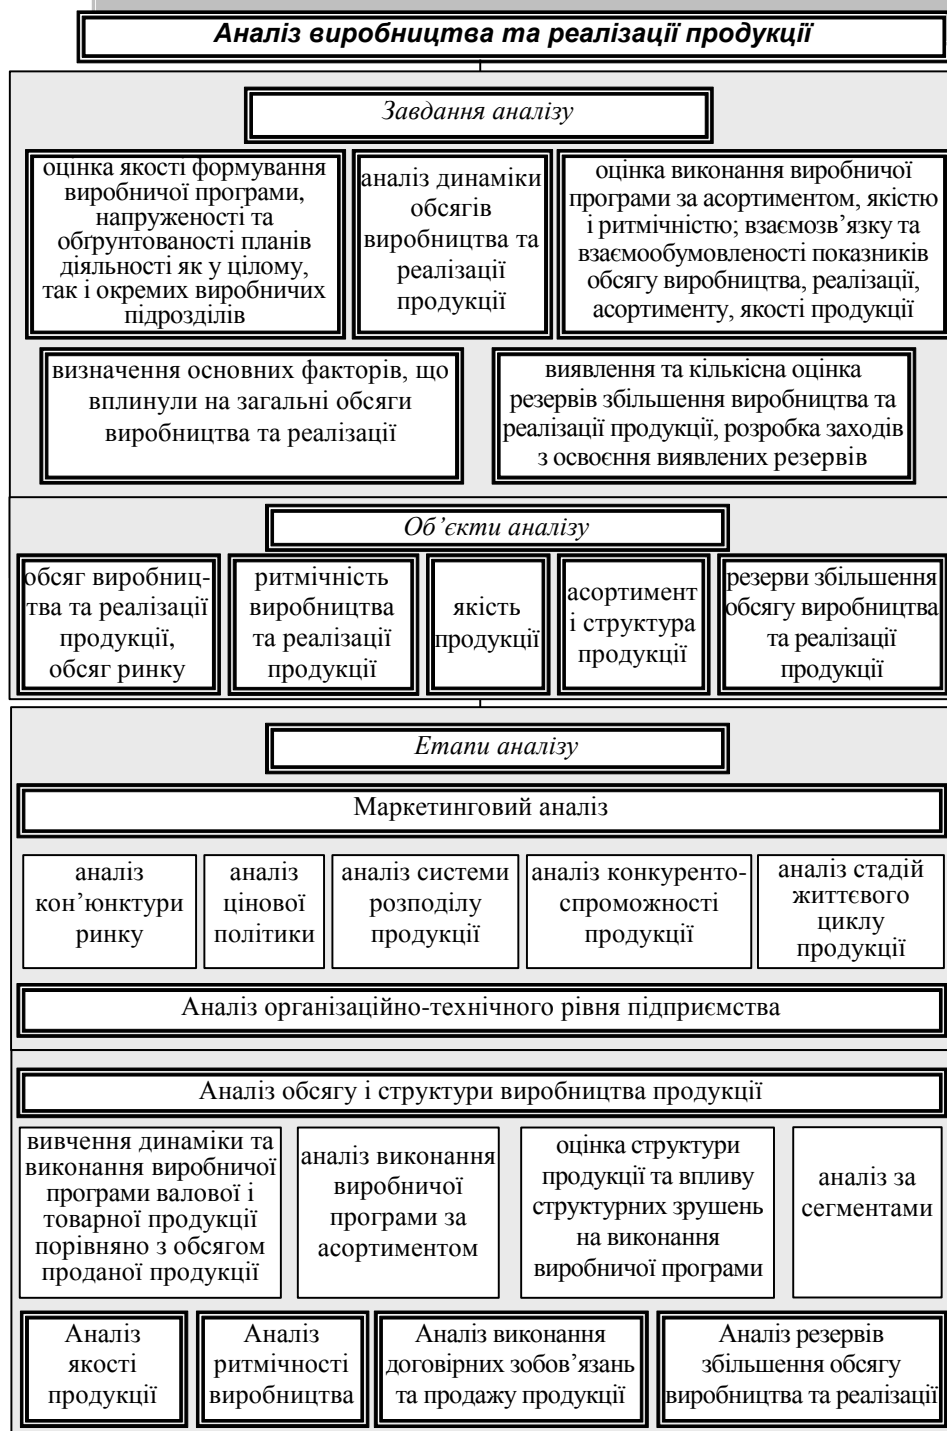 Аналіз виробництва та реалізації продукції
Завдання аналізу
оцінка якості формування
виробничої програми,
напруженості та
обґрунтованості планів
діяльності як у цілому,
так і окремих виробничих
підрозділів
аналіз динаміки
обсягів
виробництва та
реалізації
продукції
оцінка виконання виробничої
програми за асортиментом, якістю
і ритмічністю; взаємозв’язку та
взаємообумовленості показників
обсягу виробництва, реалізації,
асортименту, якості продукції
визначення основних факторів, що
вплинули на загальні обсяги
виробництва та реалізації
виявлення та кількісна оцінка
резервів збільшення виробництва та
реалізації продукції, розробка заходів
з освоєння виявлених резервів
Об’єкти аналізу
обсяг виробниц-
тва та реалізації
продукції,
обсяг ринку
ритмічність
виробництва
та реалізації
продукції
якість
продукції
асортимент
і структура
продукції
резерви збільшення
обсягу виробництва
та реалізації
продукції
Етапи аналізу
Маркетинговий аналіз
аналіз
кон’юнктури
ринку
аналіз
цінової
політики
аналіз системи
розподілу
продукції
аналіз конкуренто-
спроможності
продукції
аналіз стадій
життєвого
циклу
продукції
Аналіз організаційно-технічного рівня підприємства
Аналіз обсягу і структури виробництва продукції
вивчення динаміки та
виконання виробничої
програми валової і
товарної продукції
порівняно з обсягом
проданої продукції
аналіз виконання
виробничої
програми за
асортиментом
оцінка структури
продукції та впливу
структурних зрушень
на виконання
виробничої програми
аналіз за
сегментами
Аналіз
якості
продукції
Аналіз
ритмічності
виробництва
Аналіз виконання
договірних зобов’язань
та продажу продукції
Аналіз резервів
збільшення обсягу
виробництва та реалізації